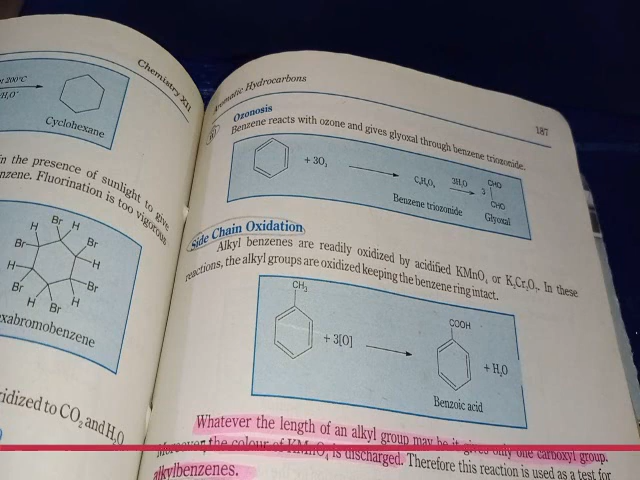 Chemistry XII
200°C
Cyclohexane
in the presence of sunlight to give
nzene. Fluorination is too vigorous.
Br H
H Br
Br H
H Br
Br H
H Br
xabromobenzene
idized to CO₂ and H₂O
Aromatic Hydrocarbons
187
Ozonosis
Benzene reacts with ozone and gives glyoxal through benzene triozonide.
+ 3O₃
C₆H₆O₉
3H₂O
3
CHO
CHO
Benzene triozonide
Glyoxal
Side Chain Oxidation
Alkyl benzenes are readily oxidized by acidified KMnO₄ or K₂Cr₂O₇. In these
reactions, the alkyl groups are oxidized keeping the benzene ring intact.
CH₃
+ 3[O]
COOH
+ H₂O
Benzoic acid
Whatever the length of an alkyl group may be it gives only one carboxyl group.
Moreover, the colour of KMnO₄ is discharged. Therefore this reaction is used as a test for
alkylbenzenes.